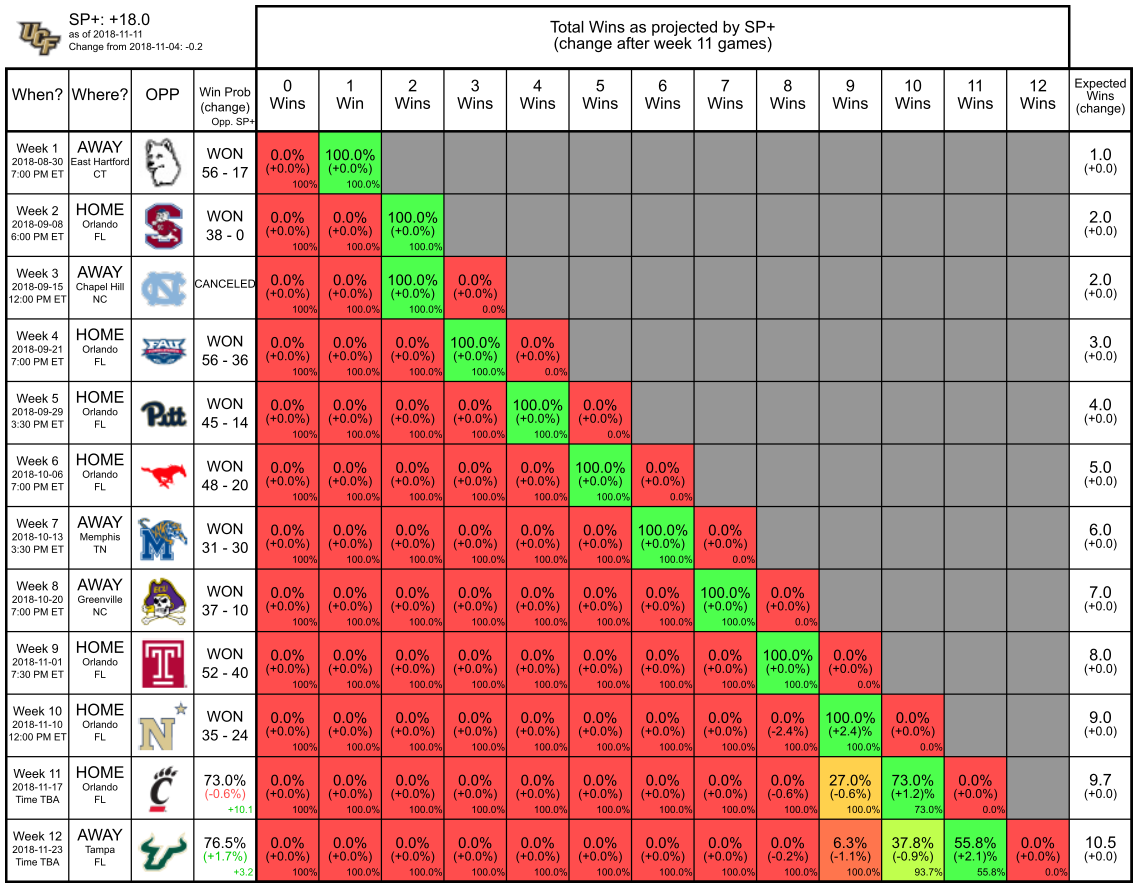 UCF
SP+: +18.0
as of 2018-11-11
Change from 2018-11-04: -0.2
Total Wins as projected by SP+
(change after week 11 games)
When? Where? OPP Win Prob (change) Opp. SP+ 0 Wins 1 Win 2 Wins 3 Wins 4 Wins 5 Wins 6 Wins 7 Wins 8 Wins 9 Wins 10 Wins 11 Wins 12 Wins Expected Wins (change)
Week 1 AWAY WON 0.0% 100.0% 1.0
2018-08-30 East Hartford 56 - 17 (+0.0%) (+0.0%) (+0.0)
7:00 PM ET CT 100% 100.0%
Week 2 HOME WON 0.0% 0.0% 100.0% 2.0
2018-09-08 Orlando 38 - 0 (+0.0%) (+0.0%) (+0.0%) (+0.0)
6:00 PM ET FL 100% 100.0% 100.0%
Week 3 AWAY CANCELED 0.0% 0.0% 100.0% 0.0% 2.0
2018-09-15 Chapel Hill NC (+0.0%) (+0.0%) (+0.0%) (+0.0%) (+0.0)
12:00 PM ET NC 100% 100.0% 100.0% 0.0%
Week 4 HOME FAU WON 0.0% 0.0% 0.0% 100.0% 0.0% 3.0
2018-09-21 Orlando 56 - 36 (+0.0%) (+0.0%) (+0.0%) (+0.0%) (+0.0%) (+0.0)
7:00 PM ET FL 100% 100.0% 100.0% 100.0% 0.0%
Week 5 HOME Pitt WON 0.0% 0.0% 0.0% 0.0% 100.0% 0.0% 4.0
2018-09-29 Orlando 45 - 14 (+0.0%) (+0.0%) (+0.0%) (+0.0%) (+0.0%) (+0.0%) (+0.0)
3:30 PM ET FL 100% 100.0% 100.0% 100.0% 100.0% 0.0%
Week 6 HOME WON 0.0% 0.0% 0.0% 0.0% 0.0% 100.0% 0.0% 5.0
2018-10-06 Orlando 48 - 20 (+0.0%) (+0.0%) (+0.0%) (+0.0%) (+0.0%) (+0.0%) (+0.0%) (+0.0)
7:00 PM ET FL 100% 100.0% 100.0% 100.0% 100.0% 100.0% 0.0%
Week 7 AWAY M WON 0.0% 0.0% 0.0% 0.0% 0.0% 0.0% 100.0% 0.0% 6.0
2018-10-13 Memphis 31 - 30 (+0.0%) (+0.0%) (+0.0%) (+0.0%) (+0.0%) (+0.0%) (+0.0%) (+0.0%) (+0.0)
3:30 PM ET TN 100% 100.0% 100.0% 100.0% 100.0% 100.0% 100.0% 0.0%
Week 8 AWAY ECU WON 0.0% 0.0% 0.0% 0.0% 0.0% 0.0% 0.0% 100.0% 0.0% 7.0
2018-10-20 Greenville 37 - 10 (+0.0%) (+0.0%) (+0.0%) (+0.0%) (+0.0%) (+0.0%) (+0.0%) (+0.0%) (+0.0%) (+0.0)
7:00 PM ET NC 100% 100.0% 100.0% 100.0% 100.0% 100.0% 100.0% 100.0% 0.0%
Week 9 HOME T WON 0.0% 0.0% 0.0% 0.0% 0.0% 0.0% 0.0% 0.0% 100.0% 0.0% 8.0
2018-11-01 Orlando 52 - 40 (+0.0%) (+0.0%) (+0.0%) (+0.0%) (+0.0%) (+0.0%) (+0.0%) (+0.0%) (+0.0%) (+0.0%) (+0.0)
7:30 PM ET FL 100% 100.0% 100.0% 100.0% 100.0% 100.0% 100.0% 100.0% 100.0% 0.0%
Week 10 HOME N WON 0.0% 0.0% 0.0% 0.0% 0.0% 0.0% 0.0% 0.0% 0.0% 100.0% 0.0% 9.0
2018-11-10 Orlando 35 - 24 (+0.0%) (+0.0%) (+0.0%) (+0.0%) (+0.0%) (+0.0%) (+0.0%) (+0.0%) (-2.4%) (+2.4)% (+0.0%) (+0.0)
12:00 PM ET FL 100% 100.0% 100.0% 100.0% 100.0% 100.0% 100.0% 100.0% 100.0% 100.0% 0.0%
Week 11 HOME C 73.0% 0.0% 0.0% 0.0% 0.0% 0.0% 0.0% 0.0% 0.0% 0.0% 27.0% 73.0% 0.0% 9.7
2018-11-17 Orlando (-0.6%) (+0.0%) (+0.0%) (+0.0%) (+0.0%) (+0.0%) (+0.0%) (+0.0%) (+0.0%) (-0.6%) (-0.6%) (+1.2)% (+0.0%) (+0.0)
Time TBA FL +10.1 100% 100.0% 100.0% 100.0% 100.0% 100.0% 100.0% 100.0% 100.0% 100.0% 73.0% 0.0%
Week 12 AWAY 76.5% 0.0% 0.0% 0.0% 0.0% 0.0% 0.0% 0.0% 0.0% 0.0% 6.3% 37.8% 55.8% 0.0% 10.5
2018-11-23 Tampa (+1.7%) (+0.0%) (+0.0%) (+0.0%) (+0.0%) (+0.0%) (+0.0%) (+0.0%) (+0.0%) (-0.2%) (-1.1%) (-0.9%) (+2.1)% (+0.0%) (+0.0)
Time TBA FL +3.2 100% 100.0% 100.0% 100.0% 100.0% 100.0% 100.0% 100.0% 100.0% 100.0% 93.7% 55.8% 0.0%